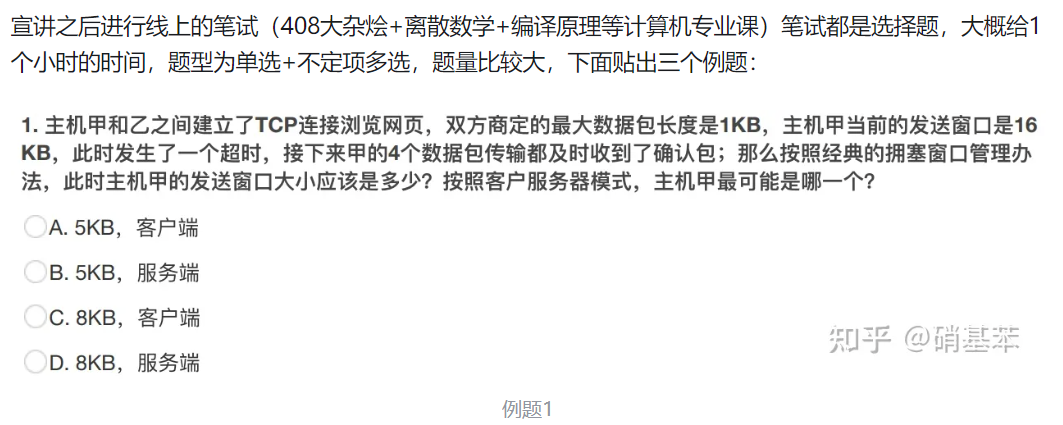 宣讲之后进行线上的笔试（408大杂烩+离散数学+编译原理等计算机专业课）笔试都是选择题，大概给1
个小时的时间，题型为单选+不定项多选，题量比较大，下面贴出三个例题：
1. 主机甲和乙之间建立了TCP连接浏览网页，双方商定的最大数据包长度是1KB，主机甲当前的发送窗口是16
KB，此时发生了一个超时，接下来甲的4个数据包传输都及时收到了确认包；那么按照经典的拥塞窗口管理办
法，此时主机甲的发送窗口大小应该是多少？按照客户服务器模式，主机甲最可能是哪一个？
A. 5KB，客户端
B. 5KB，服务端
C. 8KB，客户端
D. 8KB，服务端
知乎 @硝基苯
例题1